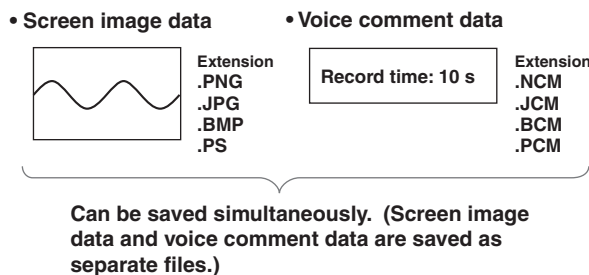 • Screen image data
Extension
.PNG
.JPG
.BMP
.PS
• Voice comment data
Record time: 10 s
Extension
.NCM
.JCM
.BCM
.PCM
Can be saved simultaneously. (Screen image
data and voice comment data are saved as
separate files.)